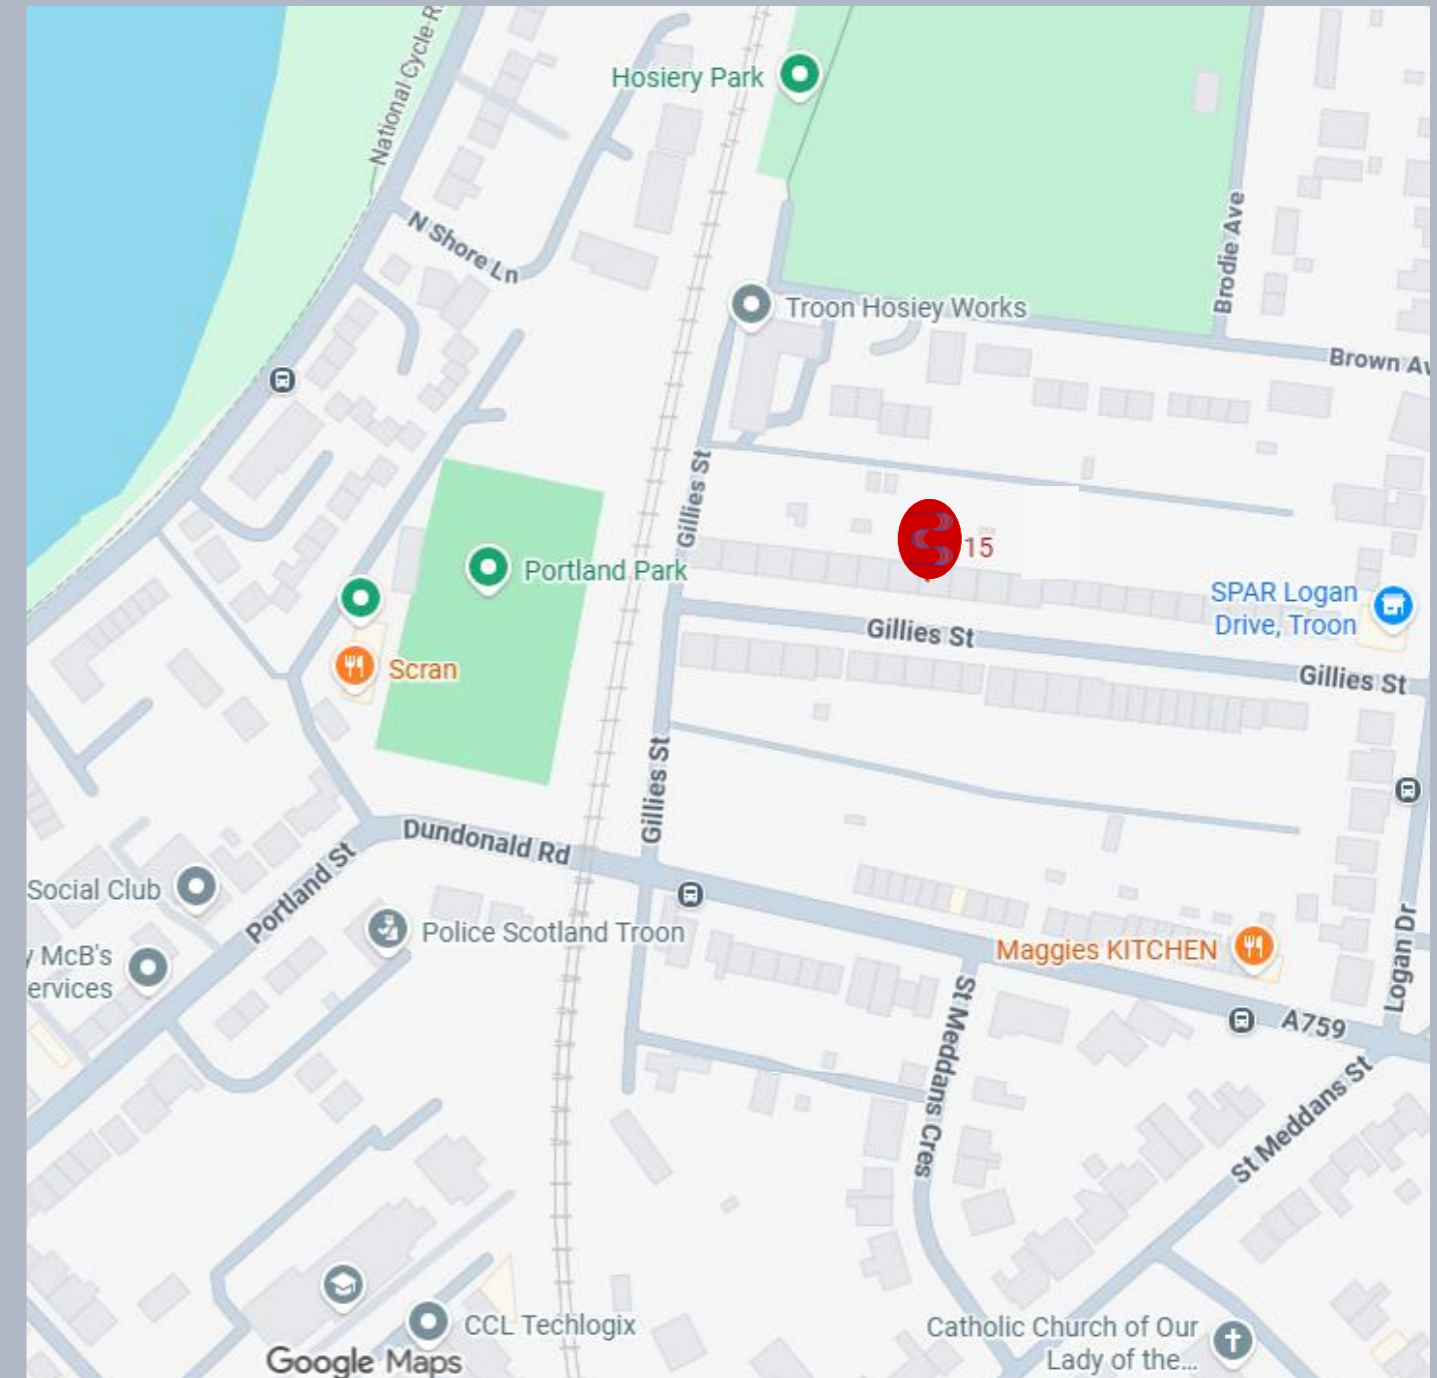 National Cycle R
Hosiery Park
N Shore Ln
Brodie Ave
Troon Hosiey Works
Brown Av
Gillies St
15
Portland Park
SPAR Logan
Drive, Troon
Gillies St
Scran
Gillies St
Gillies St
Dundonald Rd
Portland St
Social Club
Police Scotland Troon
y McB's
ervices
Maggies KITCHEN
Logan Dr
St Meddans Cres
A759
St Meddans St
CCL Techlogix
Catholic Church of Our
Lady of the...
Google Maps